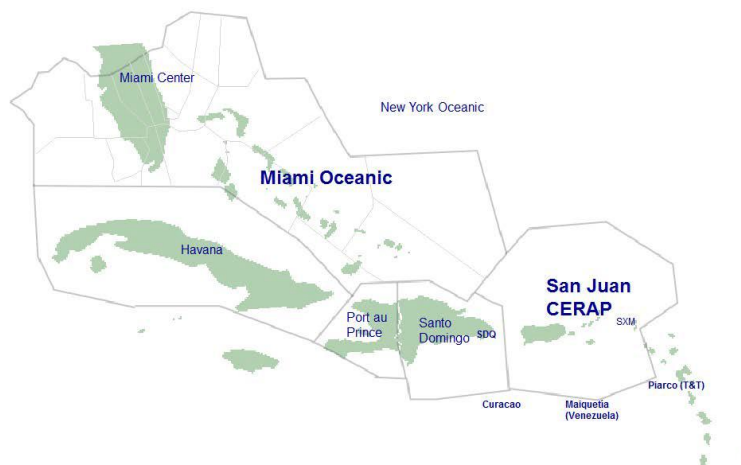 Miami Center
New York Oceanic
Miami Oceanic
Havana
San Juan
CERAP
Port au
Prince
Santo
Domingo
SDQ
SXM
Piarco (T&T)
Curacao
Maiquetia
(Venezuela)